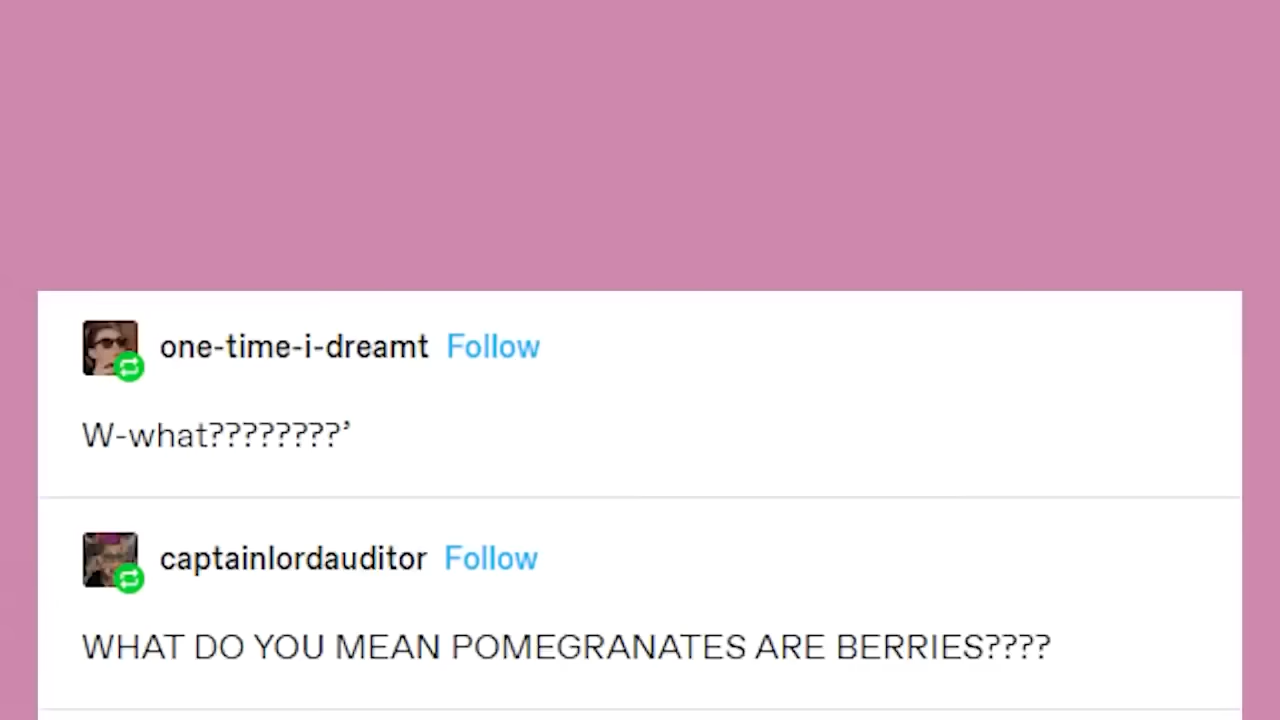 one-time-i-dreamt Follow
W-what????????’
captainlordauditor Follow
WHAT DO YOU MEAN POMEGRANATES ARE BERRIES????